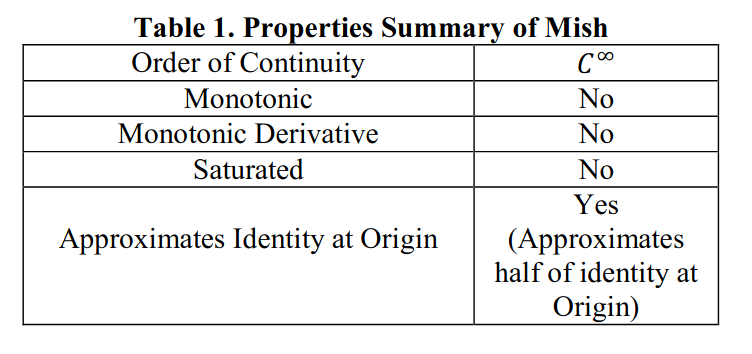 Table 1. Properties Summary of Mish
Order of Continuity C∞
Monotonic No
Monotonic Derivative No
Saturated No
Approximates Identity at Origin Yes
(Approximates
half of identity at
Origin)